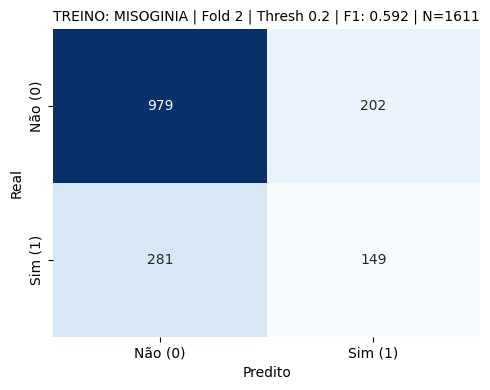 TREINO: MISOGINIA | Fold 2 | Thresh 0.2 | F1: 0.592 | N=1611
Real
Não (0)
979
202
Sim (1)
281
149
Não (0)
Sim (1)
Predito